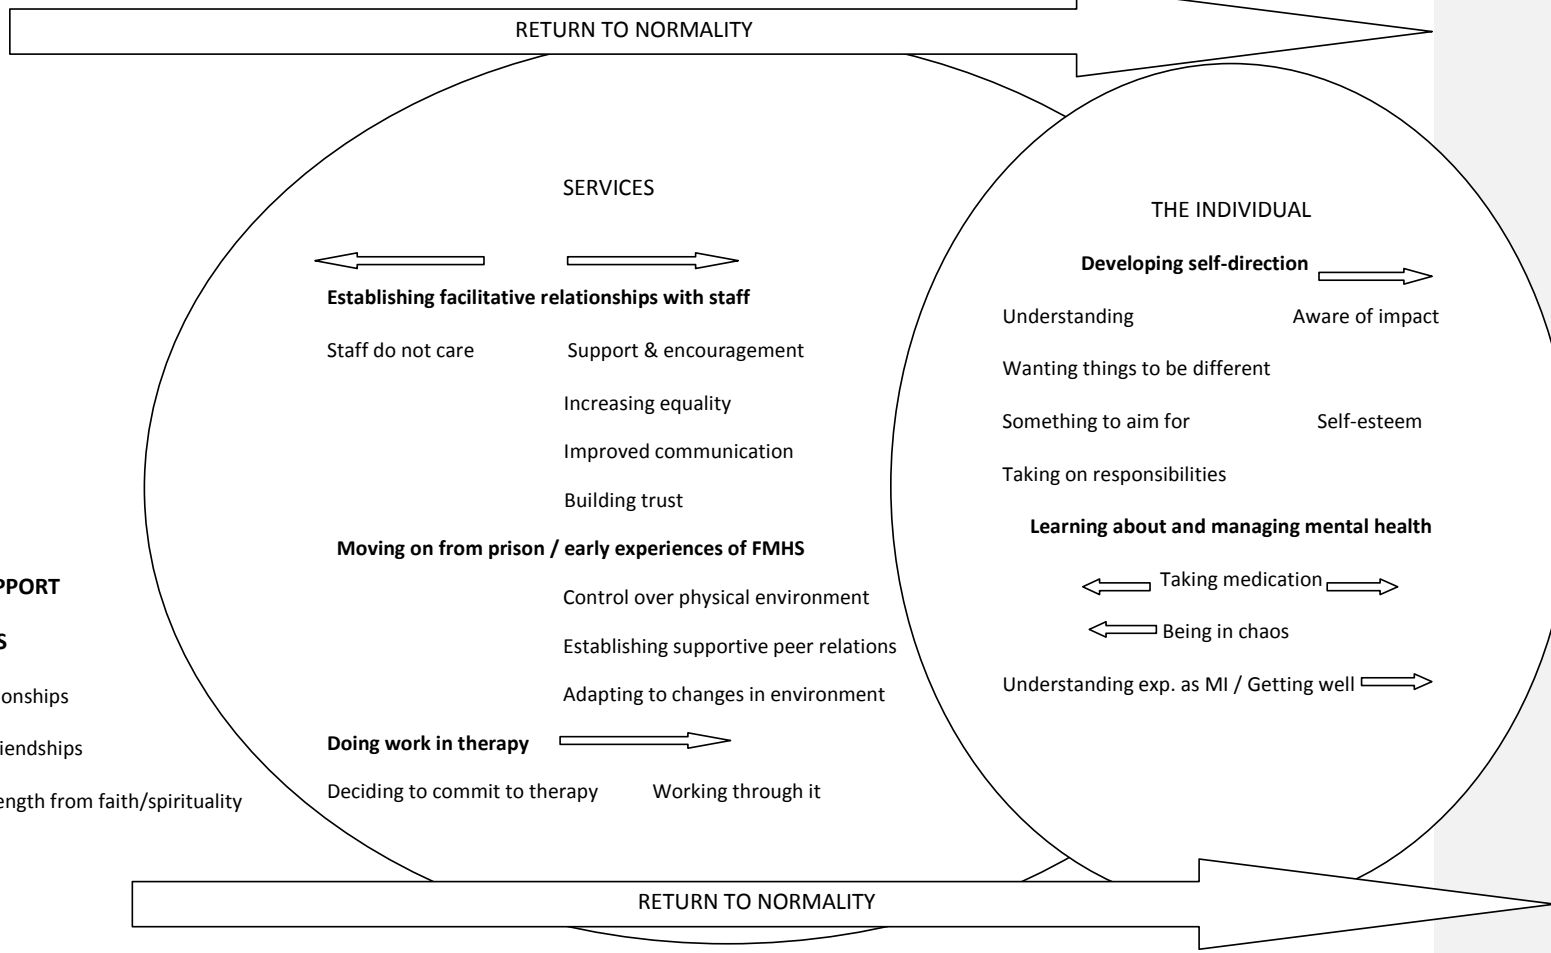 RETURN TO NORMALITY
SERVICES
Establishing facilitative relationships with staff
Staff do not care Support & encouragement
Increasing equality
Improved communication
Building trust
Moving on from prison / early experiences of FMHS
Control over physical environment
Establishing supportive peer relations
Adapting to changes in environment
Doing work in therapy
Deciding to commit to therapy Working through it
THE INDIVIDUAL
Developing self-direction
Understanding Aware of impact
Wanting things to be different
Something to aim for Self-esteem
Taking on responsibilities
Learning about and managing mental health
Taking medication
Being in chaos
Understanding exp. as MI / Getting well
from faith/spirituality
RETURN TO NORMALITY